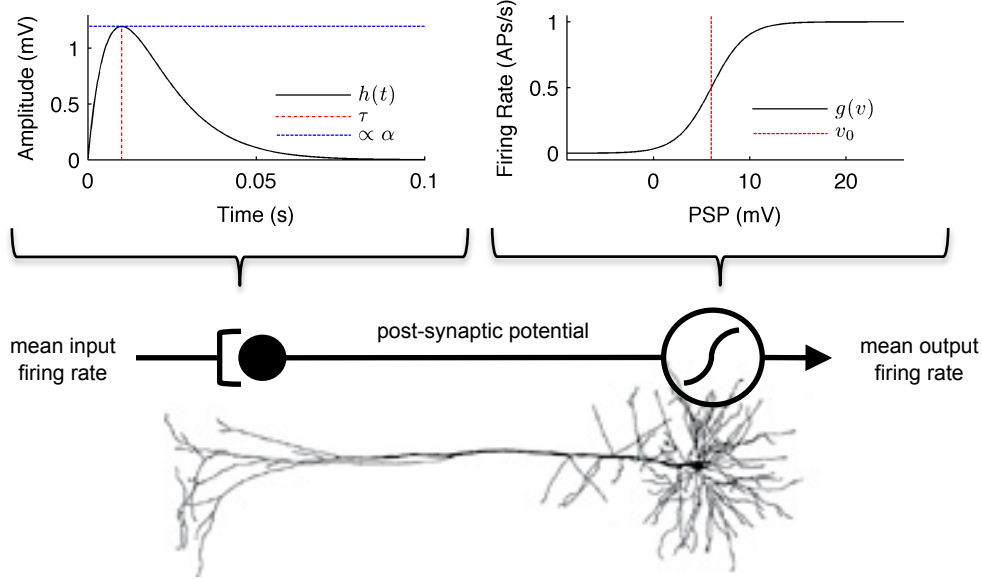 Amplitude (mV)
1
0.5
0
h(t)
τ
∝ α
0
0.05
0.1
Time (s)
Firing Rate (APs/s)
1
0.5
0
g(v)
v₀
0
10
20
PSP (mV)
mean input
firing rate
post-synaptic potential
mean output
firing rate